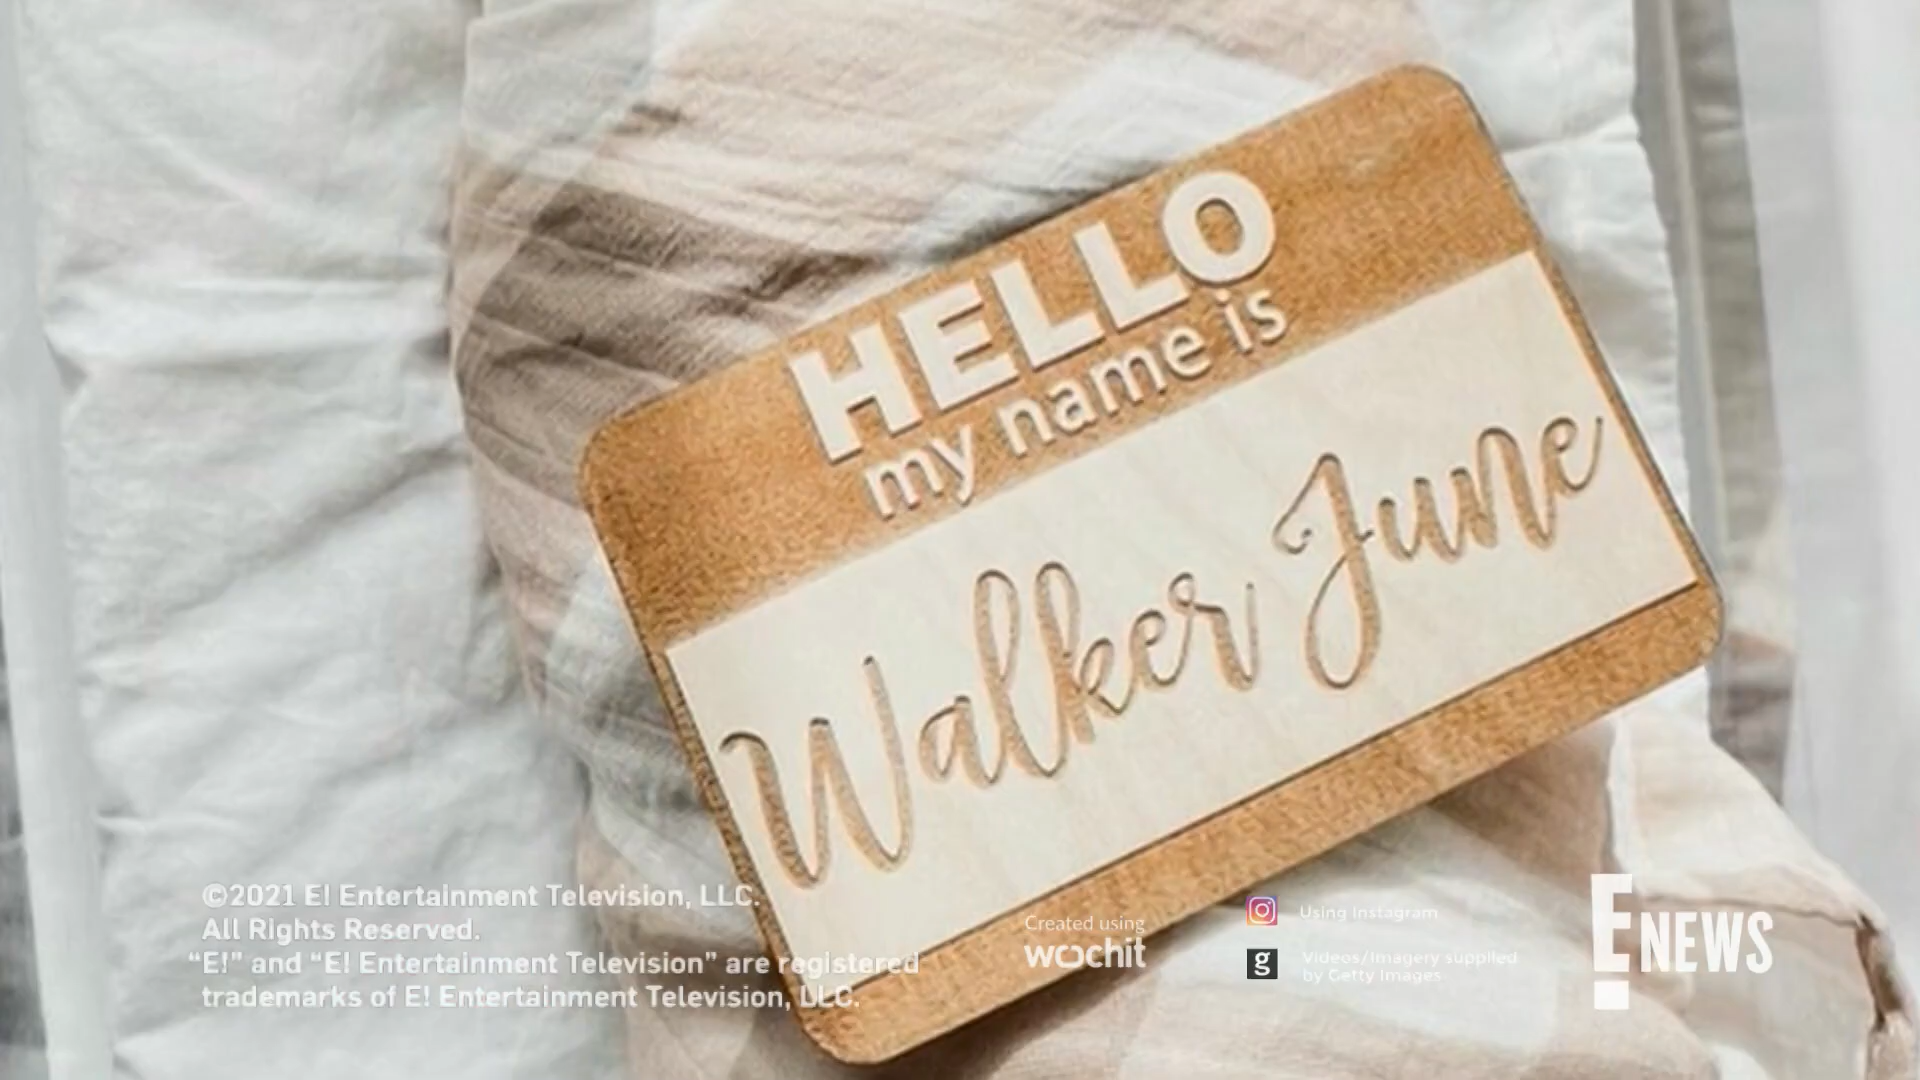 HELLO
my name is
Walker June
©2021 E! Entertainment Television, LLC.
All Rights Reserved.
“E!” and “E! Entertainment Television” are registered
trademarks of E! Entertainment Television, LLC.
Created using
wochit
Using Instagram
g
Videos/Imagery supplied
by Getty Images
E! NEWS